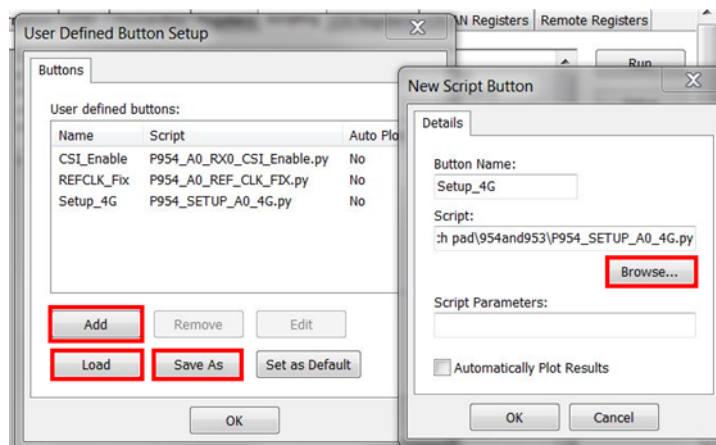 AN Registers
Remote Registers
User Defined Button Setup
Run
Buttons
User defined buttons:
Name Script Auto Plo
CSI_Enable P954_A0_RX0_CSI_Enable.py No
REFCLK_Fix P954_A0_REF_CLK_FIX.py No
Setup_4G P954_SETUP_A0_4G.py No
Add Remove Edit
Load Save As Set as Default
OK
New Script Button
Details
Button Name:
Setup_4G
Script:
:h pad\954and953\P954_SETUP_A0_4G.py
Browse...
Script Parameters:
Automatically Plot Results
OK Cancel